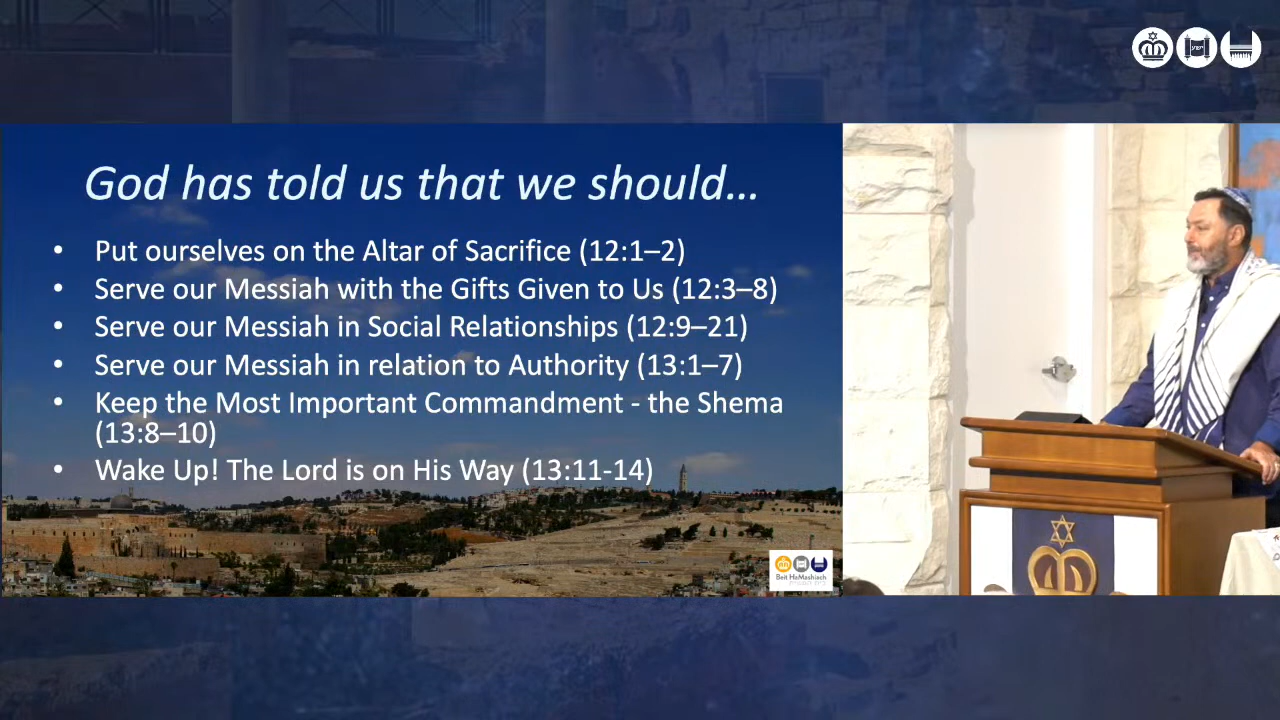 God has told us that we should...
• Put ourselves on the Altar of Sacrifice (12:1–2)
• Serve our Messiah with the Gifts Given to Us (12:3–8)
• Serve our Messiah in Social Relationships (12:9–21)
• Serve our Messiah in relation to Authority (13:1–7)
• Keep the Most Important Commandment - the Shema
(13:8–10)
• Wake Up! The Lord is on His Way (13:11-14)
Beit HaMashiach